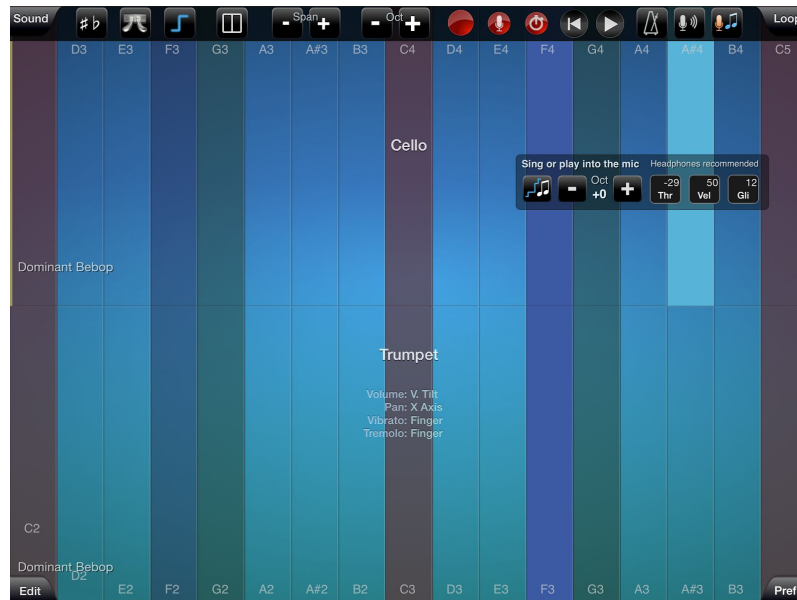 Sound
♯♭
- Span +
- Oct +
Loop
D3 E3 F3 G3 A3 A#3 B3 C4 D4 E4 F4 G4 A4 A#4 B4 C5
Cello
Sing or play into the mic Headphones recommended
- Oct +0 +
-29 Thr
50 Vel
12 Gli
Dominant Bebop
Trumpet
Volume: V. Tilt
Pan: X Axis
Vibrato: Finger
Tremolo: Finger
C2
Dominant Bebop
D2 E2 F2 G2 A2 A#2 B2 C3 D3 E3 F3 G3 A3 A#3 B3
Edit
Pref